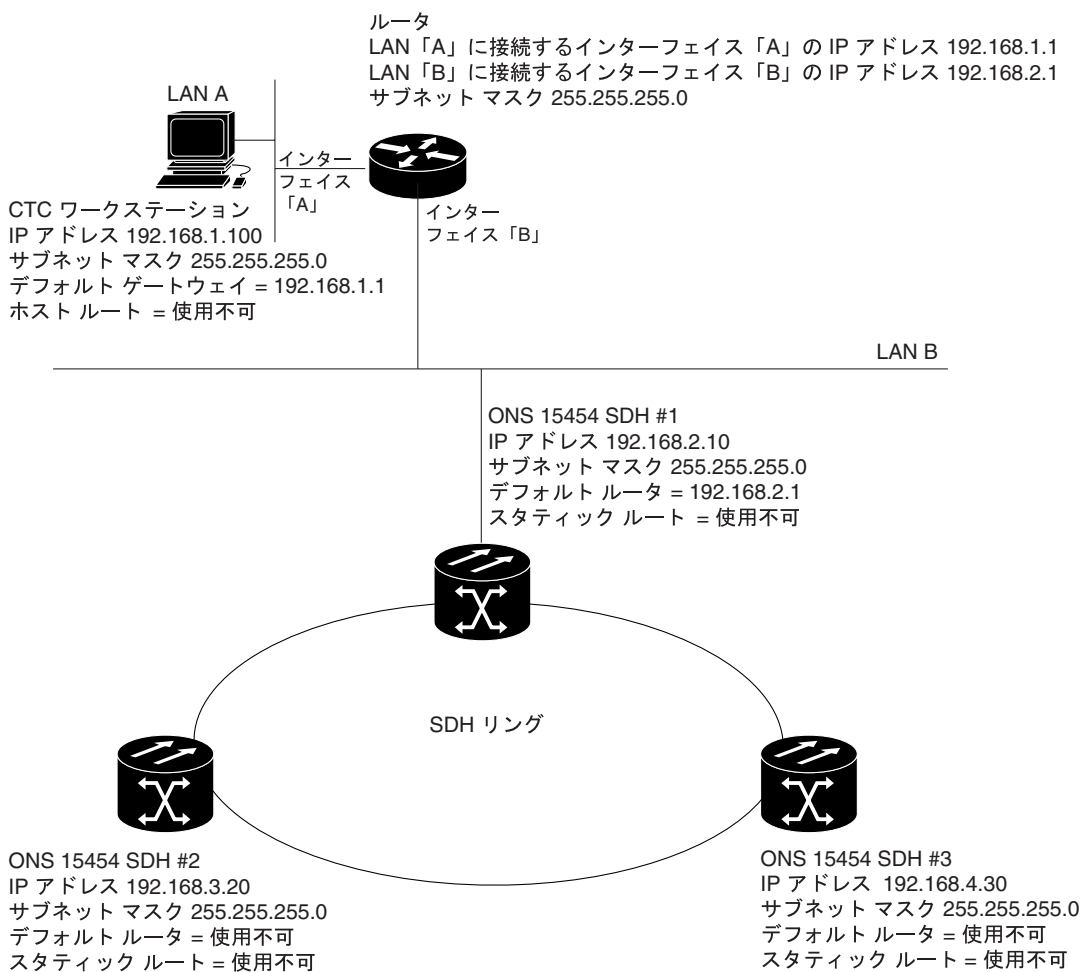 ルータ
LAN「A」に接続するインターフェイス「A」の IP アドレス 192.168.1.1
LAN「B」に接続するインターフェイス「B」の IP アドレス 192.168.2.1
サブネット マスク 255.255.255.0
LAN A
インター
フェイス
「A」
インター
フェイス「B」
CTC ワークステーション
IP アドレス 192.168.1.100
サブネット マスク 255.255.255.0
デフォルト ゲートウェイ = 192.168.1.1
ホスト ルート = 使用不可
LAN B
ONS 15454 SDH #1
IP アドレス 192.168.2.10
サブネット マスク 255.255.255.0
デフォルト ルータ = 192.168.2.1
スタティック ルート = 使用不可
SDH リング
ONS 15454 SDH #2
IP アドレス 192.168.3.20
サブネット マスク 255.255.255.0
デフォルト ルータ = 使用不可
スタティック ルート = 使用不可
ONS 15454 SDH #3
IP アドレス 192.168.4.30
サブネット マスク 255.255.255.0
デフォルト ルータ = 使用不可
スタティック ルート = 使用不可